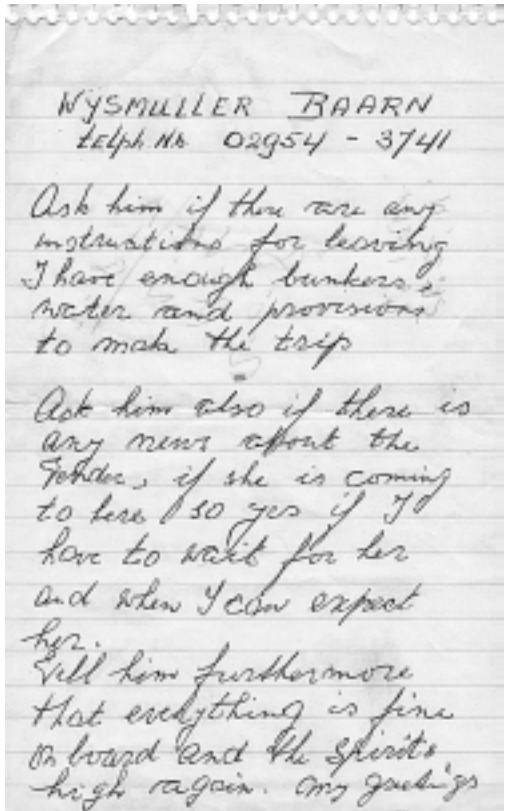 WIJSMULLER BAARN
telph. No. 02954 - 3741
Ask him if there are any
instruations for leaving
I have enough bunkers
water and provisions
to make the trip
Ask him also if there is
any news about the
Tender, if she is coming
to here so yes if I
have to wait for her
and when I can expect
her.
Tell him furthermore
that everything is fine
on board and the spirits
high again. My greetings